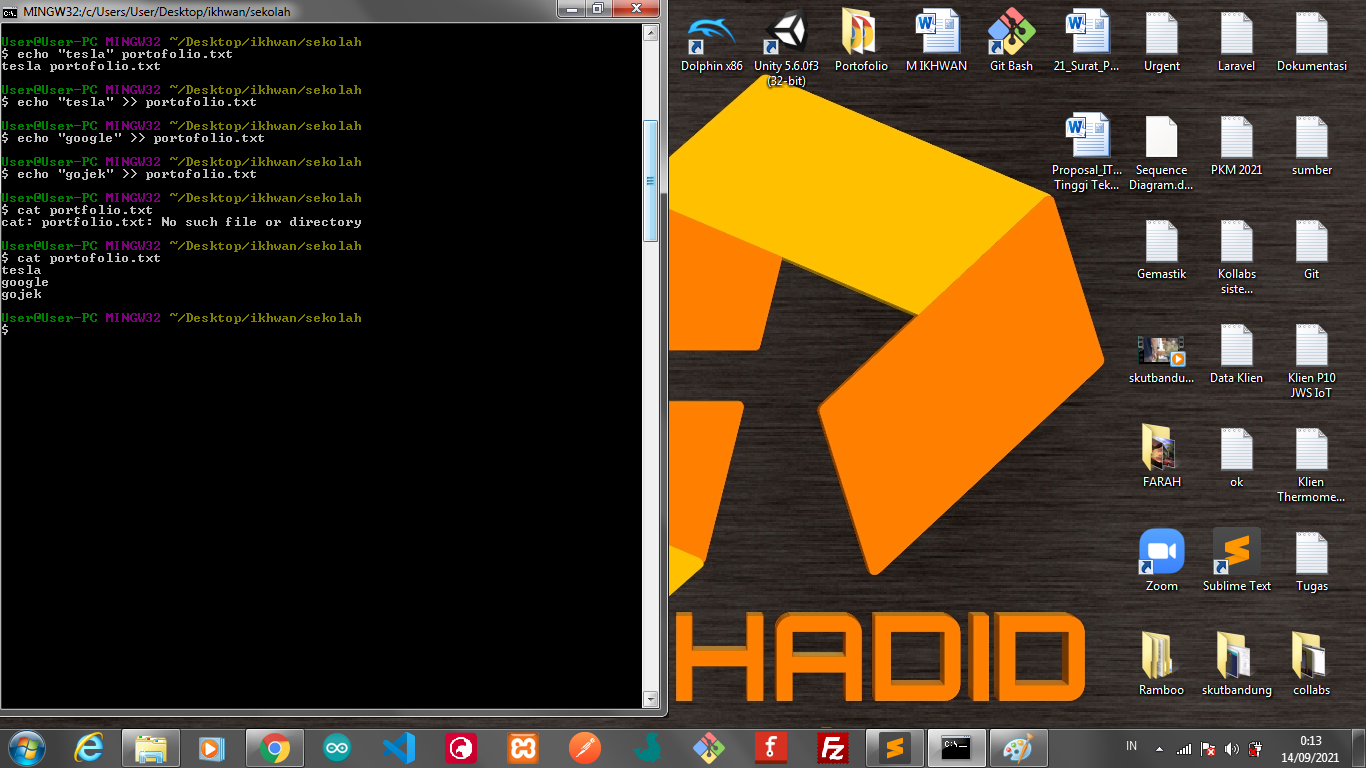 MINGW32:/c/Users/User/Desktop/ikhwan/sekolah
User@User-PC MINGW32 ~/Desktop/ikhwan/sekolah
$ echo "tesla" portofolio.txt
tesla portofolio.txt
User@User-PC MINGW32 ~/Desktop/ikhwan/sekolah
$ echo "tesla" >> portofolio.txt
User@User-PC MINGW32 ~/Desktop/ikhwan/sekolah
$ echo "google" >> portofolio.txt
User@User-PC MINGW32 ~/Desktop/ikhwan/sekolah
$ echo "gojek" >> portofolio.txt
User@User-PC MINGW32 ~/Desktop/ikhwan/sekolah
$ cat portfolio.txt
cat: portfolio.txt: No such file or directory
User@User-PC MINGW32 ~/Desktop/ikhwan/sekolah
$ cat portofolio.txt
tesla
google
gojek
User@User-PC MINGW32 ~/Desktop/ikhwan/sekolah
$
Dolphin x86
Unity 5.6.0f3
(32-bit)
Portofolio
M IKHWAN
Git Bash
21_Surat_P...
Urgent
Laravel
Dokumentasi
Proposal_IT...
Tinggi Tek...
Sequence
Diagram.d...
PKM 2021
sumber
Gemastik
Kollabs
siste...
Git
skutbandu...
Data Klien
Klien P10
JWS IoT
FARAH
ok
Klien
Thermome...
Zoom
Sublime Text
Tugas
Ramboo
skutbandung
collabs
HADID
IN
0:13
14/09/2021